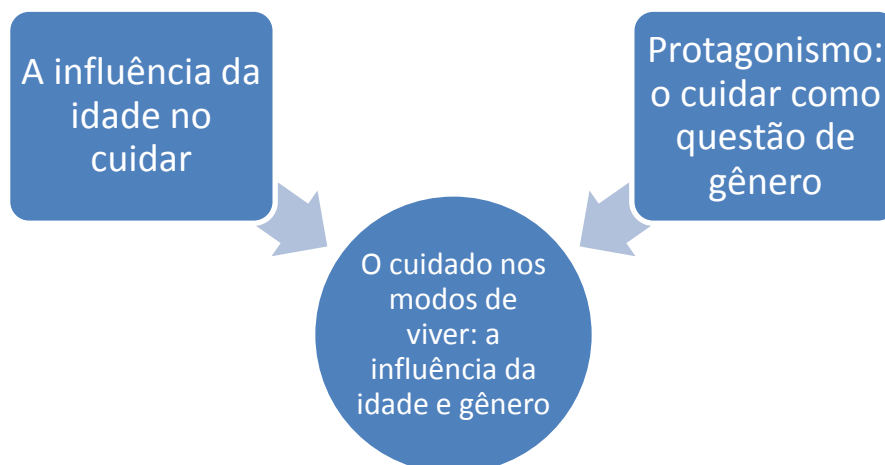 A influência da
idade no
cuidar
Protagonismo:
o cuidar como
questão de
gênero
O cuidado nos
modos de
viver: a
influência da
idade e gênero